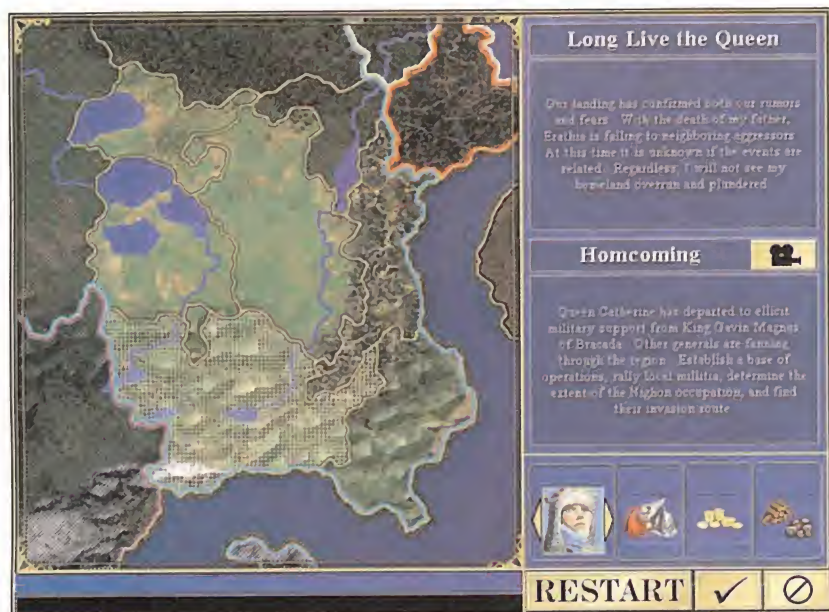 Long Live the Queen
Our landing has confirmed both our rumors
and fears. With the death of my father,
Erathia is falling to neighboring aggressors.
At this time it is unknown if the events are
related. Regardless, I will not see my
homeland overrun and plundered.
Homcoming
Queen Catherine has departed to ellicit
military support from King Gavin Magnus
of Bracada. Other generals are fanning
through the region. Establish a base of
operations, rally local millitia, determine the
extent of the Nighon occupation, and find
their invasion route.
RESTART